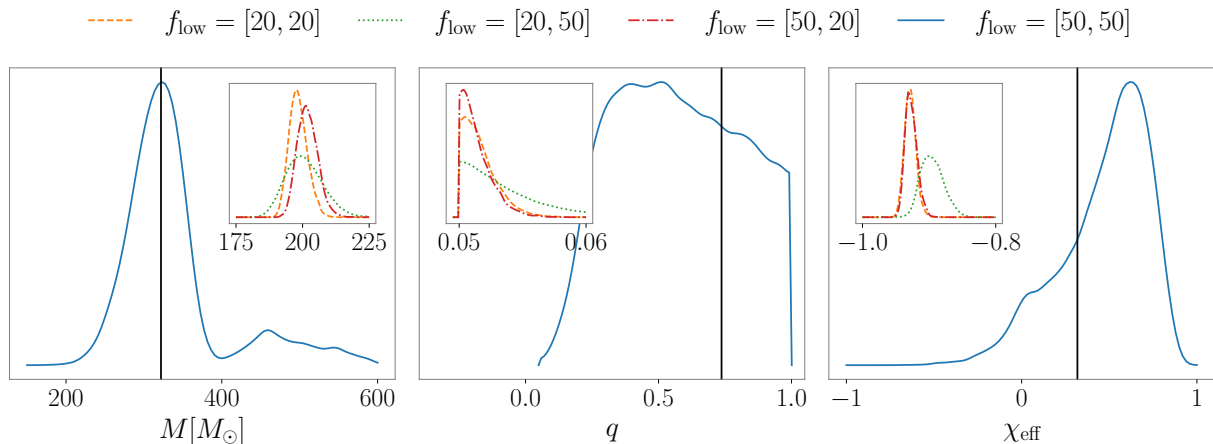 f_low = [20, 20] f_low = [20, 50] f_low = [50, 20] f_low = [50, 50]
175 200 225
0.05 0.06
−1.0 −0.8
200 400 600
0.0 0.5 1.0
−1 0 1
M[M_⊙]
q
χ_eff